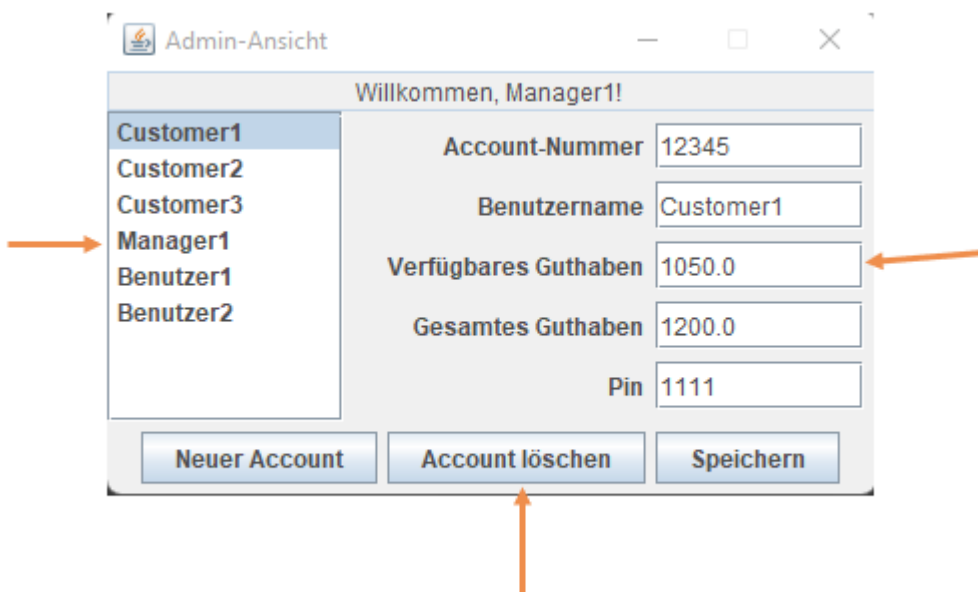 Admin-Ansicht
Willkommen, Manager1!
Customer1
Customer2
Customer3
Manager1
Benutzer1
Benutzer2
Account-Nummer 12345
Benutzername Customer1
Verfügbares Guthaben 1050.0
Gesamtes Guthaben 1200.0
Pin 1111
Neuer Account Account löschen Speichern